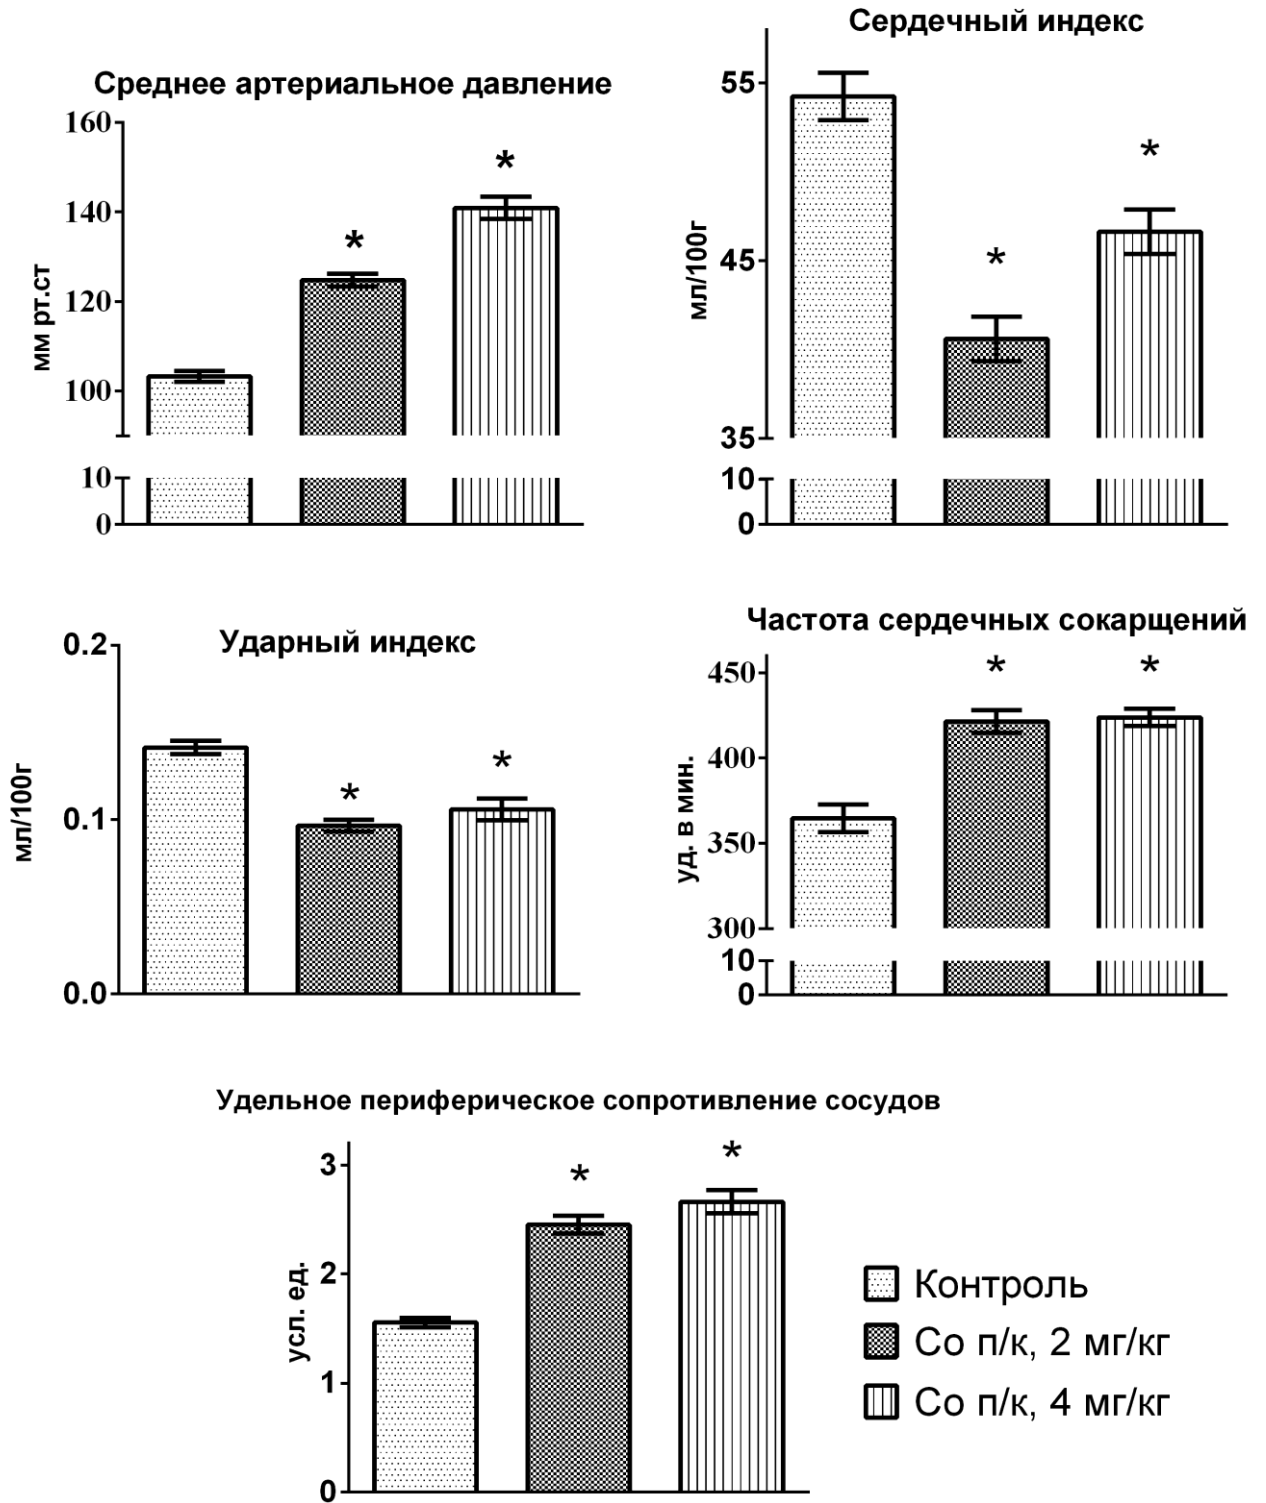 Среднее артериальное давление
160
*
140
*
мм рт.ст
120
100
10
0
Сердечный индекс
55
*
мл/100г
45
*
35
10
0
Ударный индекс
0.2
*
*
мл/100г
0.1
0.0
Частота сердечных сокарщений
450
* *
уд. в мин.
400
350
300
10
0
Удельное периферическое сопротивление сосудов
3
*
*
усл. ед.
2
1
0
Контроль
Со п/к, 2 мг/кг
Со п/к, 4 мг/кг